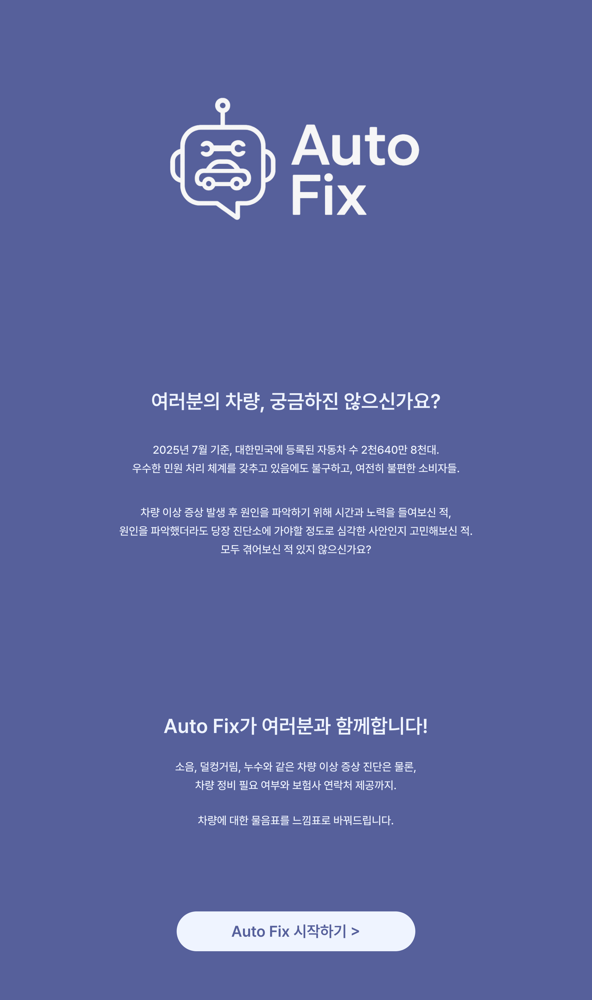 Auto
Fix
여러분의 차량, 궁금하진 않으신가요?
2025년 7월 기준, 대한민국에 등록된 자동차 수 2천640만 8천대.
우수한 민원 처리 체계를 갖추고 있음에도 불구하고, 여전히 불편한 소비자들.
차량 이상 증상 발생 후 원인을 파악하기 위해 시간과 노력을 들여보신 적,
원인을 파악했더라도 당장 진단소에 가야할 정도로 심각한 사안인지 고민해보신 적.
모두 겪어보신 적 있지 않으신가요?
Auto Fix가 여러분과 함께합니다!
소음, 덜컹거림, 누수와 같은 차량 이상 증상 진단은 물론,
차량 정비 필요 여부와 보험사 연락처 제공까지.
차량에 대한 물음표를 느낌표로 바꿔드립니다.
Auto Fix 시작하기 >